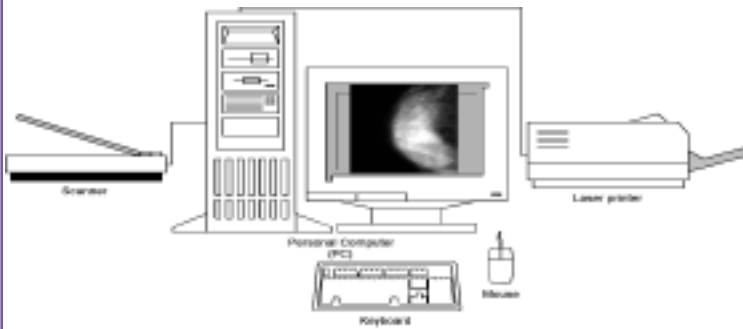 Scanner
Laser printer
Personal Computer
(PC)
Mouse
Keyboard